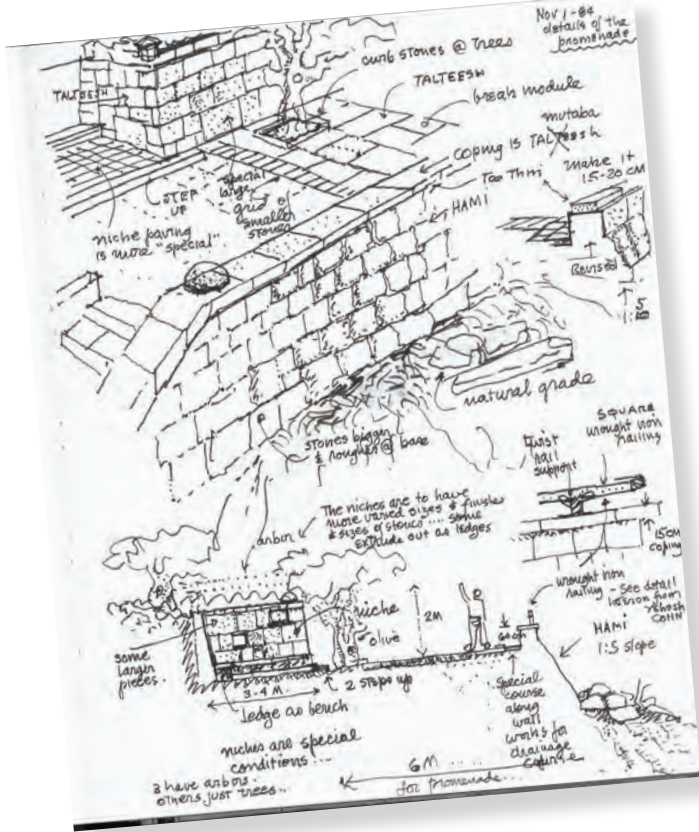 Nov 1-84
details of the
promenade
curb stones @ Trees
TALTEESH
TALTEESH
break module
mutaba
coping is TALTEESH
Too Thin
make it
15-20 CM
HAMI
special
large
grid of
smaller
stones
STEP
UP
niche paving
is more "special"
Revised
1:5
natural grade
stones bigger
& rougher @ base
SQUARE
wrought iron
railing
twist
rail
support
15CM
coping
The niches are to have
more varied sizes & finishes
& sizes of stones .... some
extrude out as ledges
arbor
wrought iron
railing - See detail
from
HAMI
1:5 slope
niche
olive
2M
60cm
some
larger
pieces.
3-4 M
2 steps up
ledge as bench
special
course
along
wall
works for
drainage
course
niches are special
conditions ...
3 have arbors.
others just trees...
6M ....
for promenade...